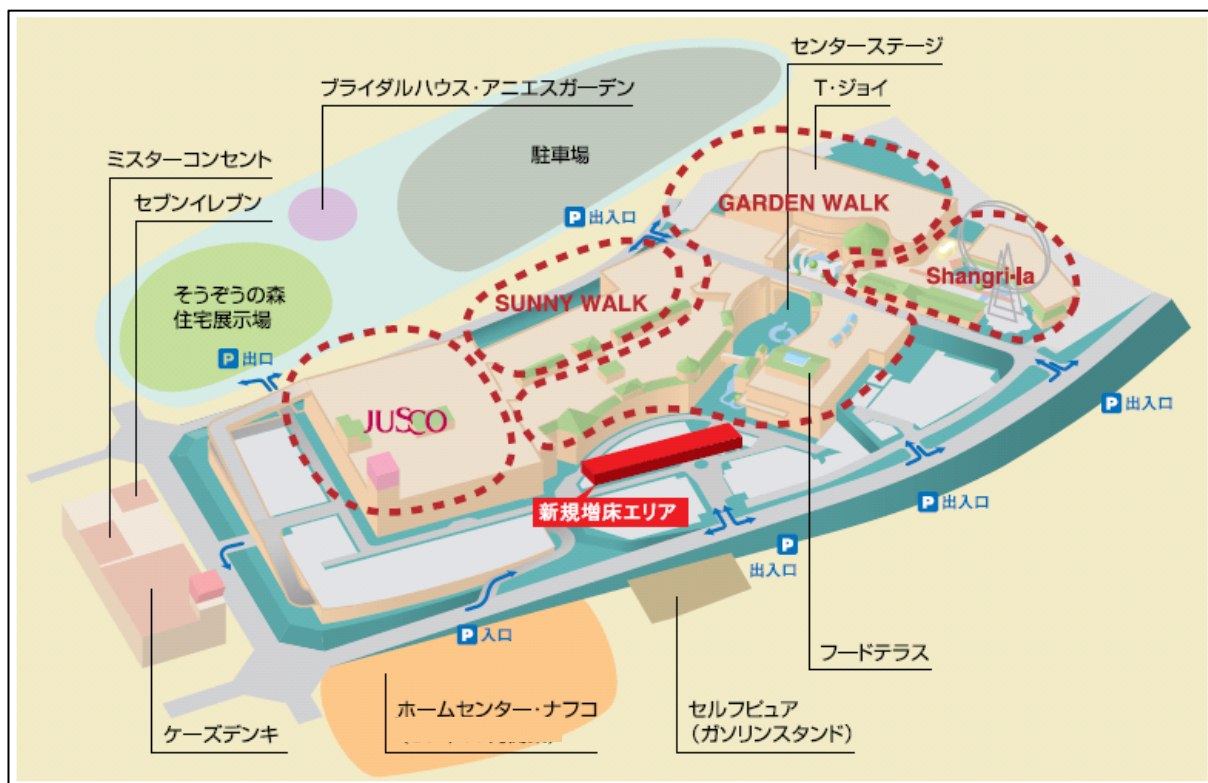 センターステージ
ブライダルハウス・アニエスガーデン
T・ジョイ
駐車場
ミスターコンセント
セブンイレブン
GARDEN WALK
P 出入口
Shangri-la
そうぞうの森
住宅展示場
SUNNY WALK
P 出口
P 出入口
JUSCO
新規増床エリア
P 出入口
P
出入口
P 入口
フードテラス
ホームセンター・ナフコ
セルフピュア
(ガソリンスタンド)
ケーズデンキ